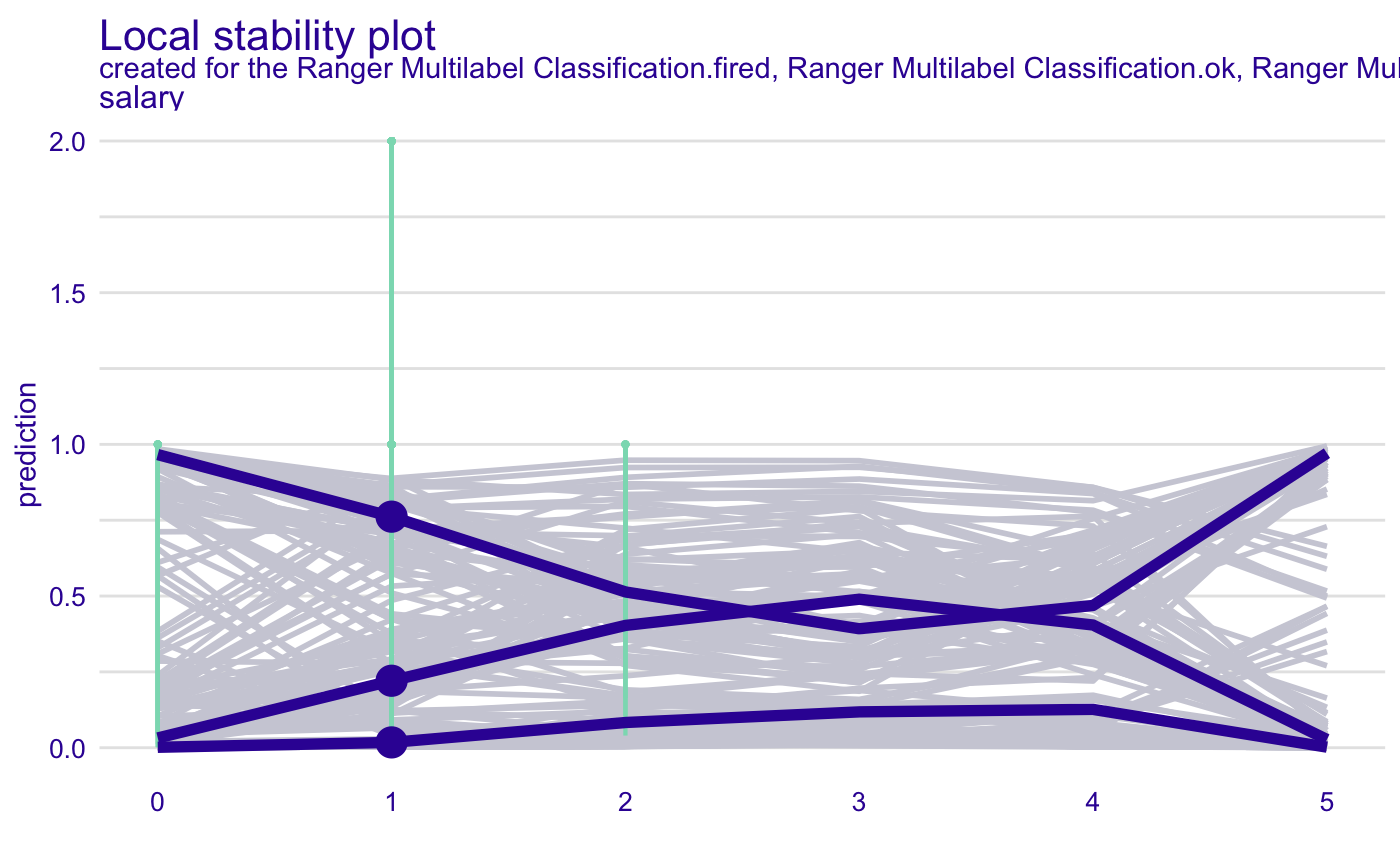 Local stability plot
created for the Ranger Multilabel Classification.fired, Ranger Multilabel Classification.ok, Ranger Mul
salary
2.0
1.5
1.0
0.5
0.0
prediction
0 1 2 3 4 5